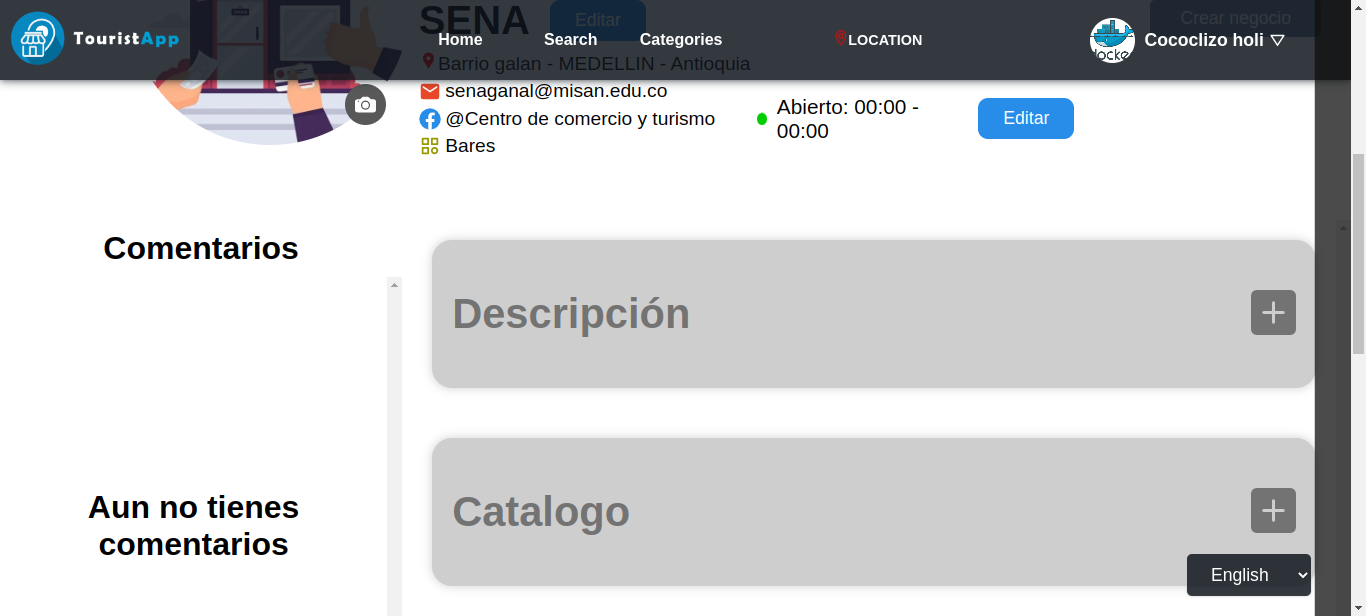 SENA
Editar
Crear negocio
TouristApp
Home
Search
Categories
LOCATION
Cococlizo holi
Barrio galan - MEDELLIN - Antioquia
senaganal@misan.edu.co
@Centro de comercio y turismo
Bares
Abierto: 00:00 -
00:00
Editar
Comentarios
Aun no tienes
comentarios
Descripción
Catalogo
English